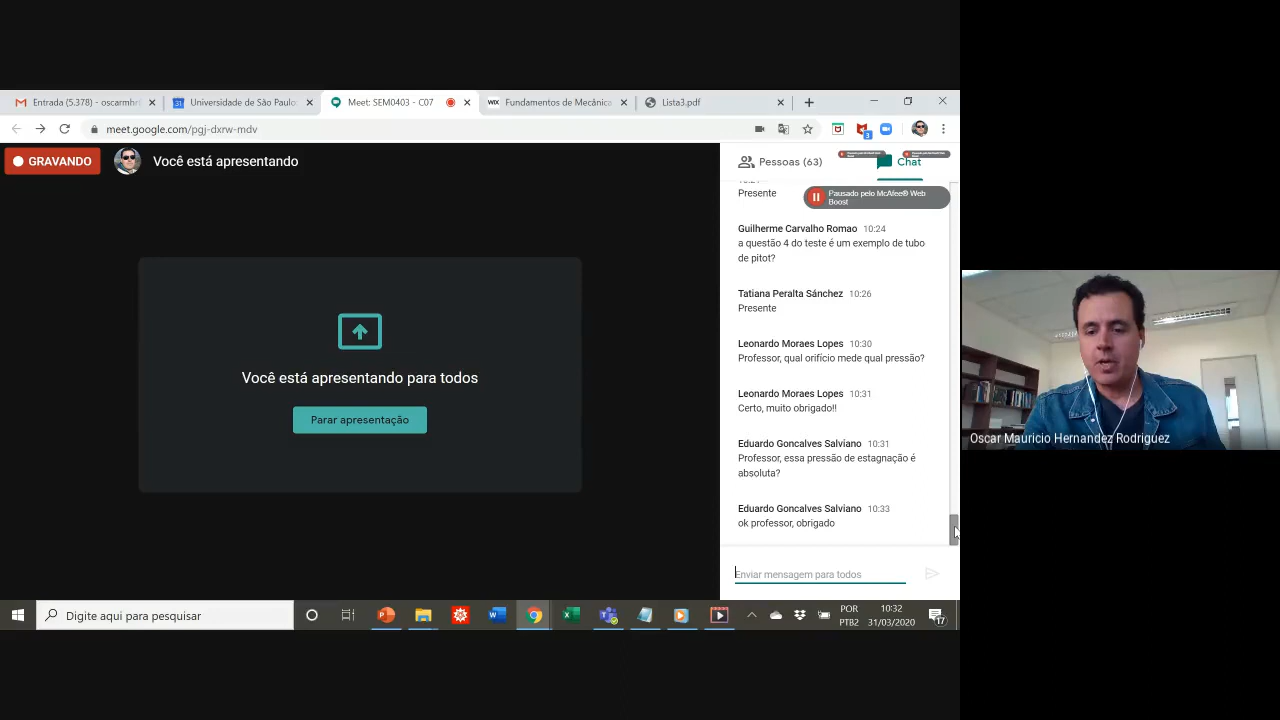 Entrada (5.378) - oscarmhr
Universidade de São Paulo
Meet: SEM0403 - C07
WIX
Fundamentos de Mecânica
Lista3.pdf
meet.google.com/pgj-dxrw-mdv
3
GRAVANDO
Você está apresentando
Pessoas (63)
Chat
Presente
Pausado pelo McAfee® Web
Boost
Guilherme Carvalho Romao 10:24
a questão 4 do teste é um exemplo de tubo
de pitot?
Tatiana Peralta Sánchez 10:26
Presente
Leonardo Moraes Lopes 10:30
Professor, qual orifício mede qual pressão?
Leonardo Moraes Lopes 10:31
Certo, muito obrigado!!
Eduardo Goncalves Salviano 10:31
Professor, essa pressão de estagnação é
absoluta?
Eduardo Goncalves Salviano 10:33
ok professor, obrigado
Enviar mensagem para todos
Você está apresentando para todos
Parar apresentação
Oscar Mauricio Hernandez Rodriguez
Digite aqui para pesquisar
POR
PTB2
10:32
31/03/2020
17